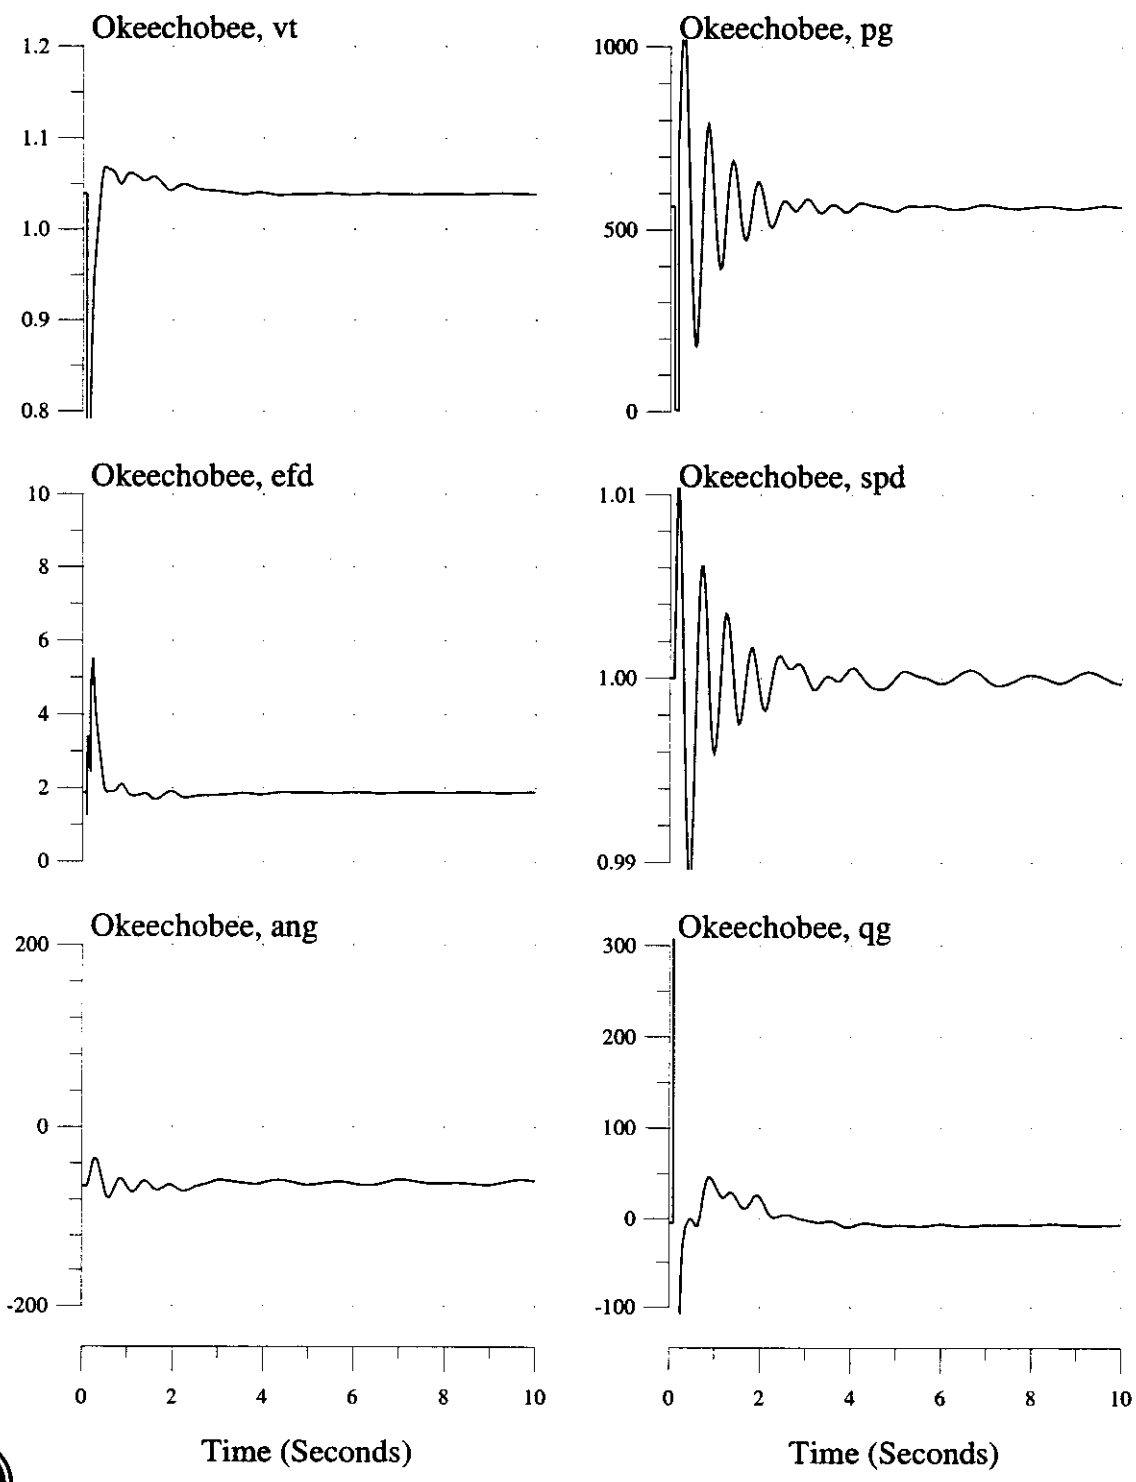 Okeechobee, vt
1.2
1.1
1.0
0.9
0.8
Okeechobee, pg
1000
500
0
Okeechobee, efd
10
8
6
4
2
0
Okeechobee, spd
1.01
1.00
0.99
Okeechobee, ang
200
0
-200
0 2 4 6 8 10
Time (Seconds)
Okeechobee, qg
300
200
100
0
-100
0 2 4 6 8 10
Time (Seconds)